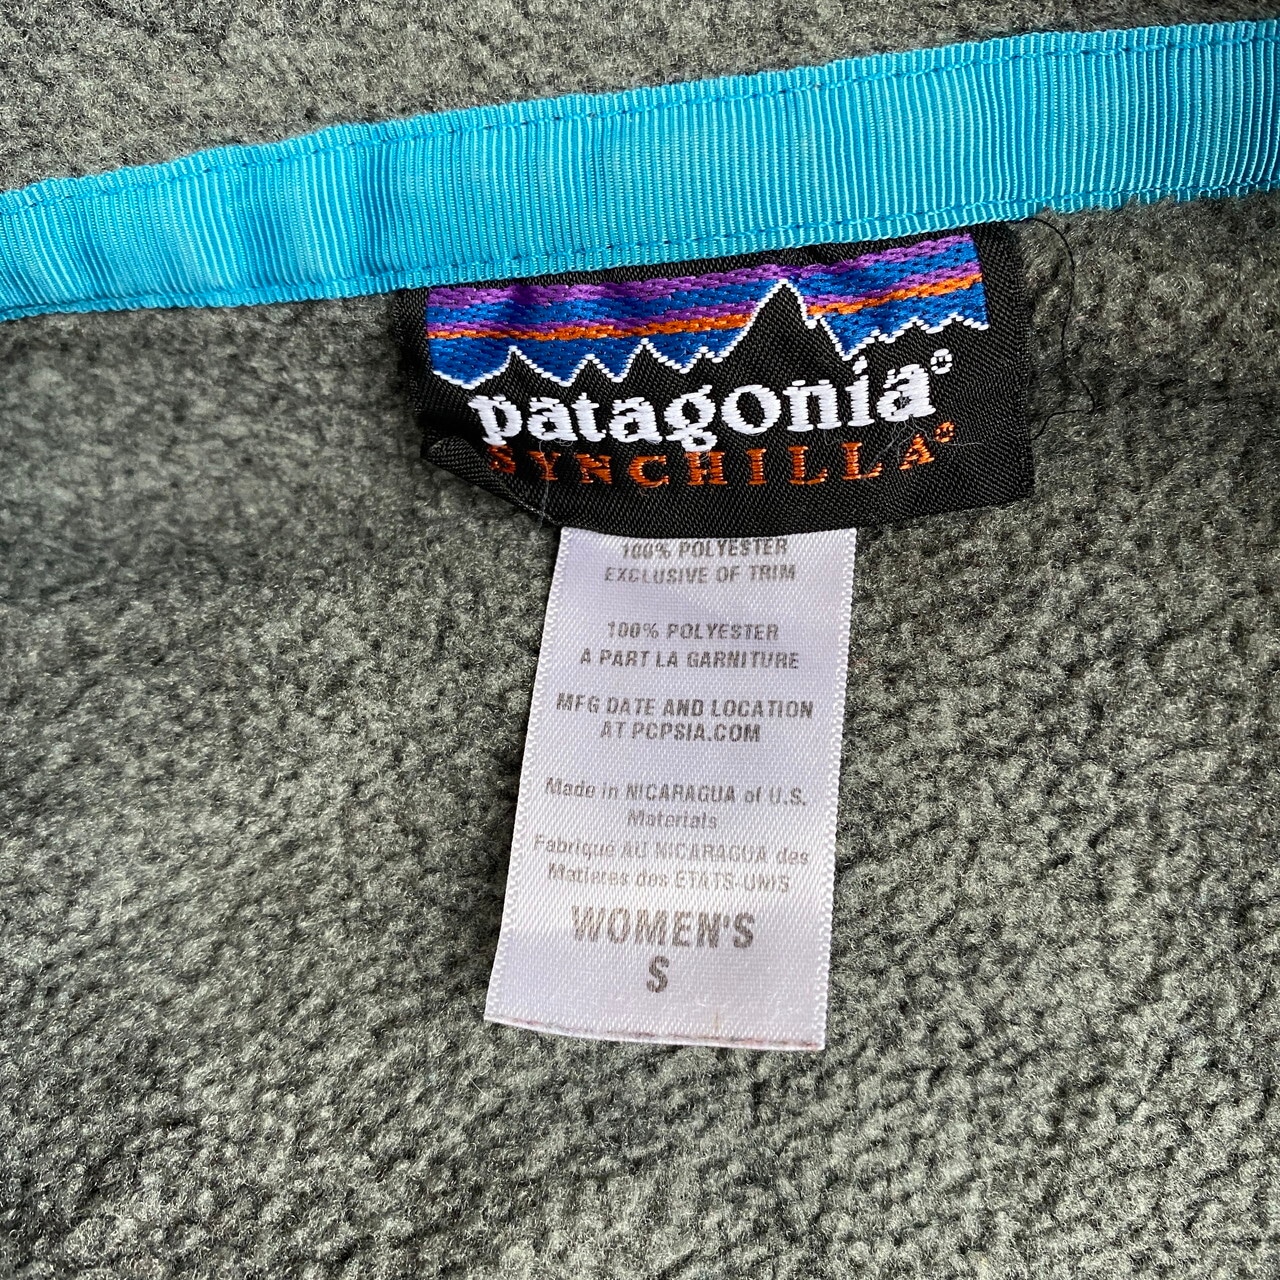 patagonia®
SYNCHILLA®
100% POLYESTER
EXCLUSIVE OF TRIM
100% POLYESTER
A PART LA GARNITURE
MFG DATE AND LOCATION
AT PCPSIA.COM
Made in NICARAGUA of U.S.
Materials
Fabriqué AU NICARAGUA des
Matieres des ETATS-UNIS
WOMEN'S
S